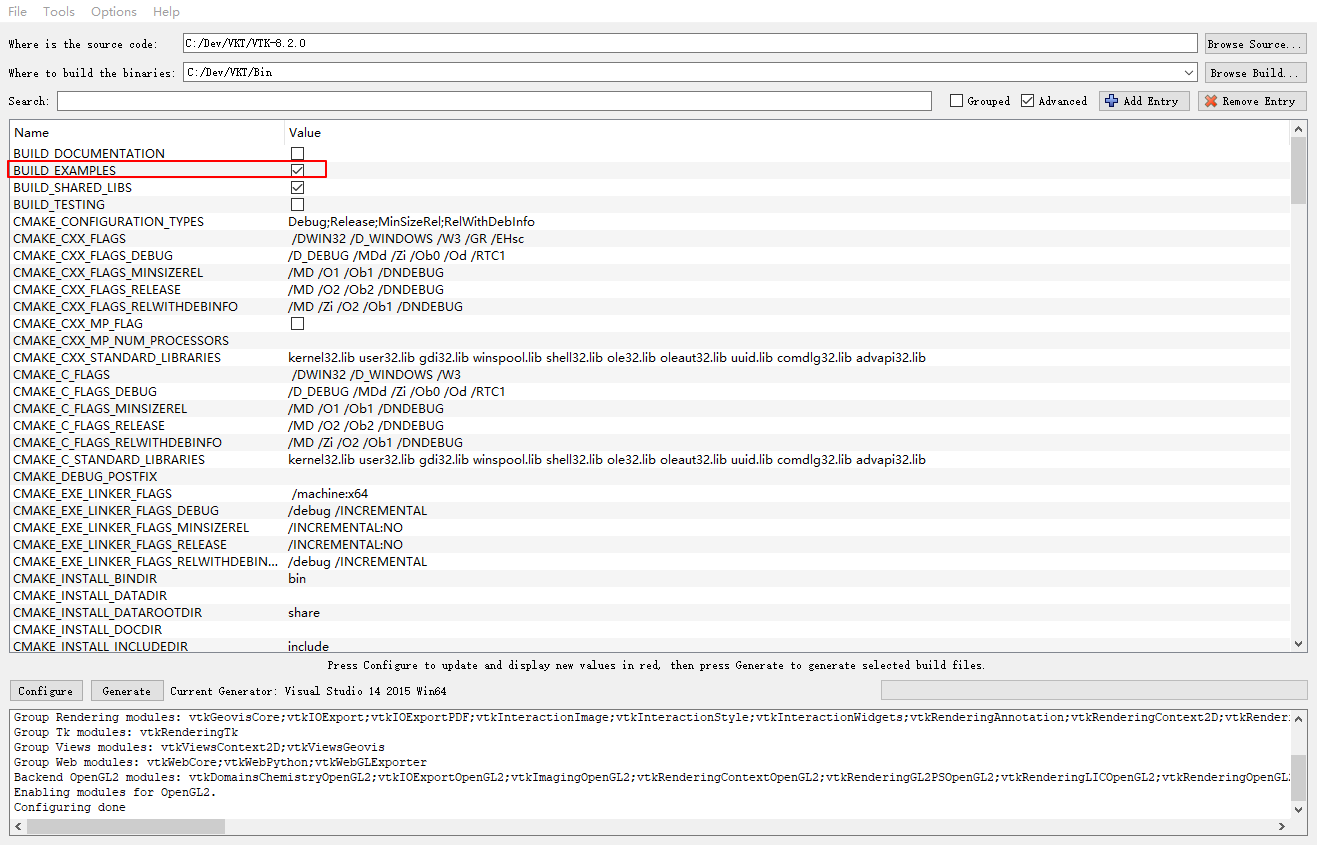 File Tools Options Help
Where is the source code: C:/Dev/VKT/VTK-8.2.0 Browse Source...
Where to build the binaries: C:/Dev/VKT/Bin Browse Build...
Search: Grouped Advanced Add Entry Remove Entry
Name Value
BUILD_DOCUMENTATION
BUILD_EXAMPLES
BUILD_SHARED_LIBS
BUILD_TESTING
CMAKE_CONFIGURATION_TYPES Debug;Release;MinSizeRel;RelWithDebInfo
CMAKE_CXX_FLAGS /DWIN32 /D_WINDOWS /W3 /GR /EHsc
CMAKE_CXX_FLAGS_DEBUG /D_DEBUG /MDd /Zi /Ob0 /Od /RTC1
CMAKE_CXX_FLAGS_MINSIZEREL /MD /O1 /Ob1 /DNDEBUG
CMAKE_CXX_FLAGS_RELEASE /MD /O2 /Ob2 /DNDEBUG
CMAKE_CXX_FLAGS_RELWITHDEBINFO /MD /Zi /O2 /Ob1 /DNDEBUG
CMAKE_CXX_MP_FLAG
CMAKE_CXX_MP_NUM_PROCESSORS
CMAKE_CXX_STANDARD_LIBRARIES kernel32.lib user32.lib gdi32.lib winspool.lib shell32.lib ole32.lib oleaut32.lib uuid.lib comdlg32.lib advapi32.lib
CMAKE_C_FLAGS /DWIN32 /D_WINDOWS /W3
CMAKE_C_FLAGS_DEBUG /D_DEBUG /MDd /Zi /Ob0 /Od /RTC1
CMAKE_C_FLAGS_MINSIZEREL /MD /O1 /Ob1 /DNDEBUG
CMAKE_C_FLAGS_RELEASE /MD /O2 /Ob2 /DNDEBUG
CMAKE_C_FLAGS_RELWITHDEBINFO /MD /Zi /O2 /Ob1 /DNDEBUG
CMAKE_C_STANDARD_LIBRARIES kernel32.lib user32.lib gdi32.lib winspool.lib shell32.lib ole32.lib oleaut32.lib uuid.lib comdlg32.lib advapi32.lib
CMAKE_DEBUG_POSTFIX
CMAKE_EXE_LINKER_FLAGS /machine:x64
CMAKE_EXE_LINKER_FLAGS_DEBUG /debug /INCREMENTAL
CMAKE_EXE_LINKER_FLAGS_MINSIZEREL /INCREMENTAL:NO
CMAKE_EXE_LINKER_FLAGS_RELEASE /INCREMENTAL:NO
CMAKE_EXE_LINKER_FLAGS_RELWITHDEBIN... /debug /INCREMENTAL
CMAKE_INSTALL_BINDIR bin
CMAKE_INSTALL_DATADIR
CMAKE_INSTALL_DATAROOTDIR share
CMAKE_INSTALL_DOCDIR
CMAKE_INSTALL_INCLUDEDIR include
Press Configure to update and display new values in red, then press Generate to generate selected build files.
Configure Generate Current Generator: Visual Studio 14 2015 Win64
Group Rendering modules: vtkGeovisCore;vtkIOExport;vtkIOExportPDF;vtkInteractionImage;vtkInteractionStyle;vtkInteractionWidgets;vtkRenderingAnnotation;vtkRenderingContext2D;vtkRenderi
Group Tk modules: vtkRenderingTk
Group Views modules: vtkViewsContext2D;vtkViewsGeovis
Group Web modules: vtkWebCore;vtkWebPython;vtkWebGLExporter
Backend OpenGL2 modules: vtkDomainsChemistryOpenGL2;vtkIOExportOpenGL2;vtkImagingOpenGL2;vtkRenderingContextOpenGL2;vtkRenderingGL2PSOpenGL2;vtkRenderingLICOpenGL2;vtkRenderingOpenGL2
Enabling modules for OpenGL2.
Configuring done